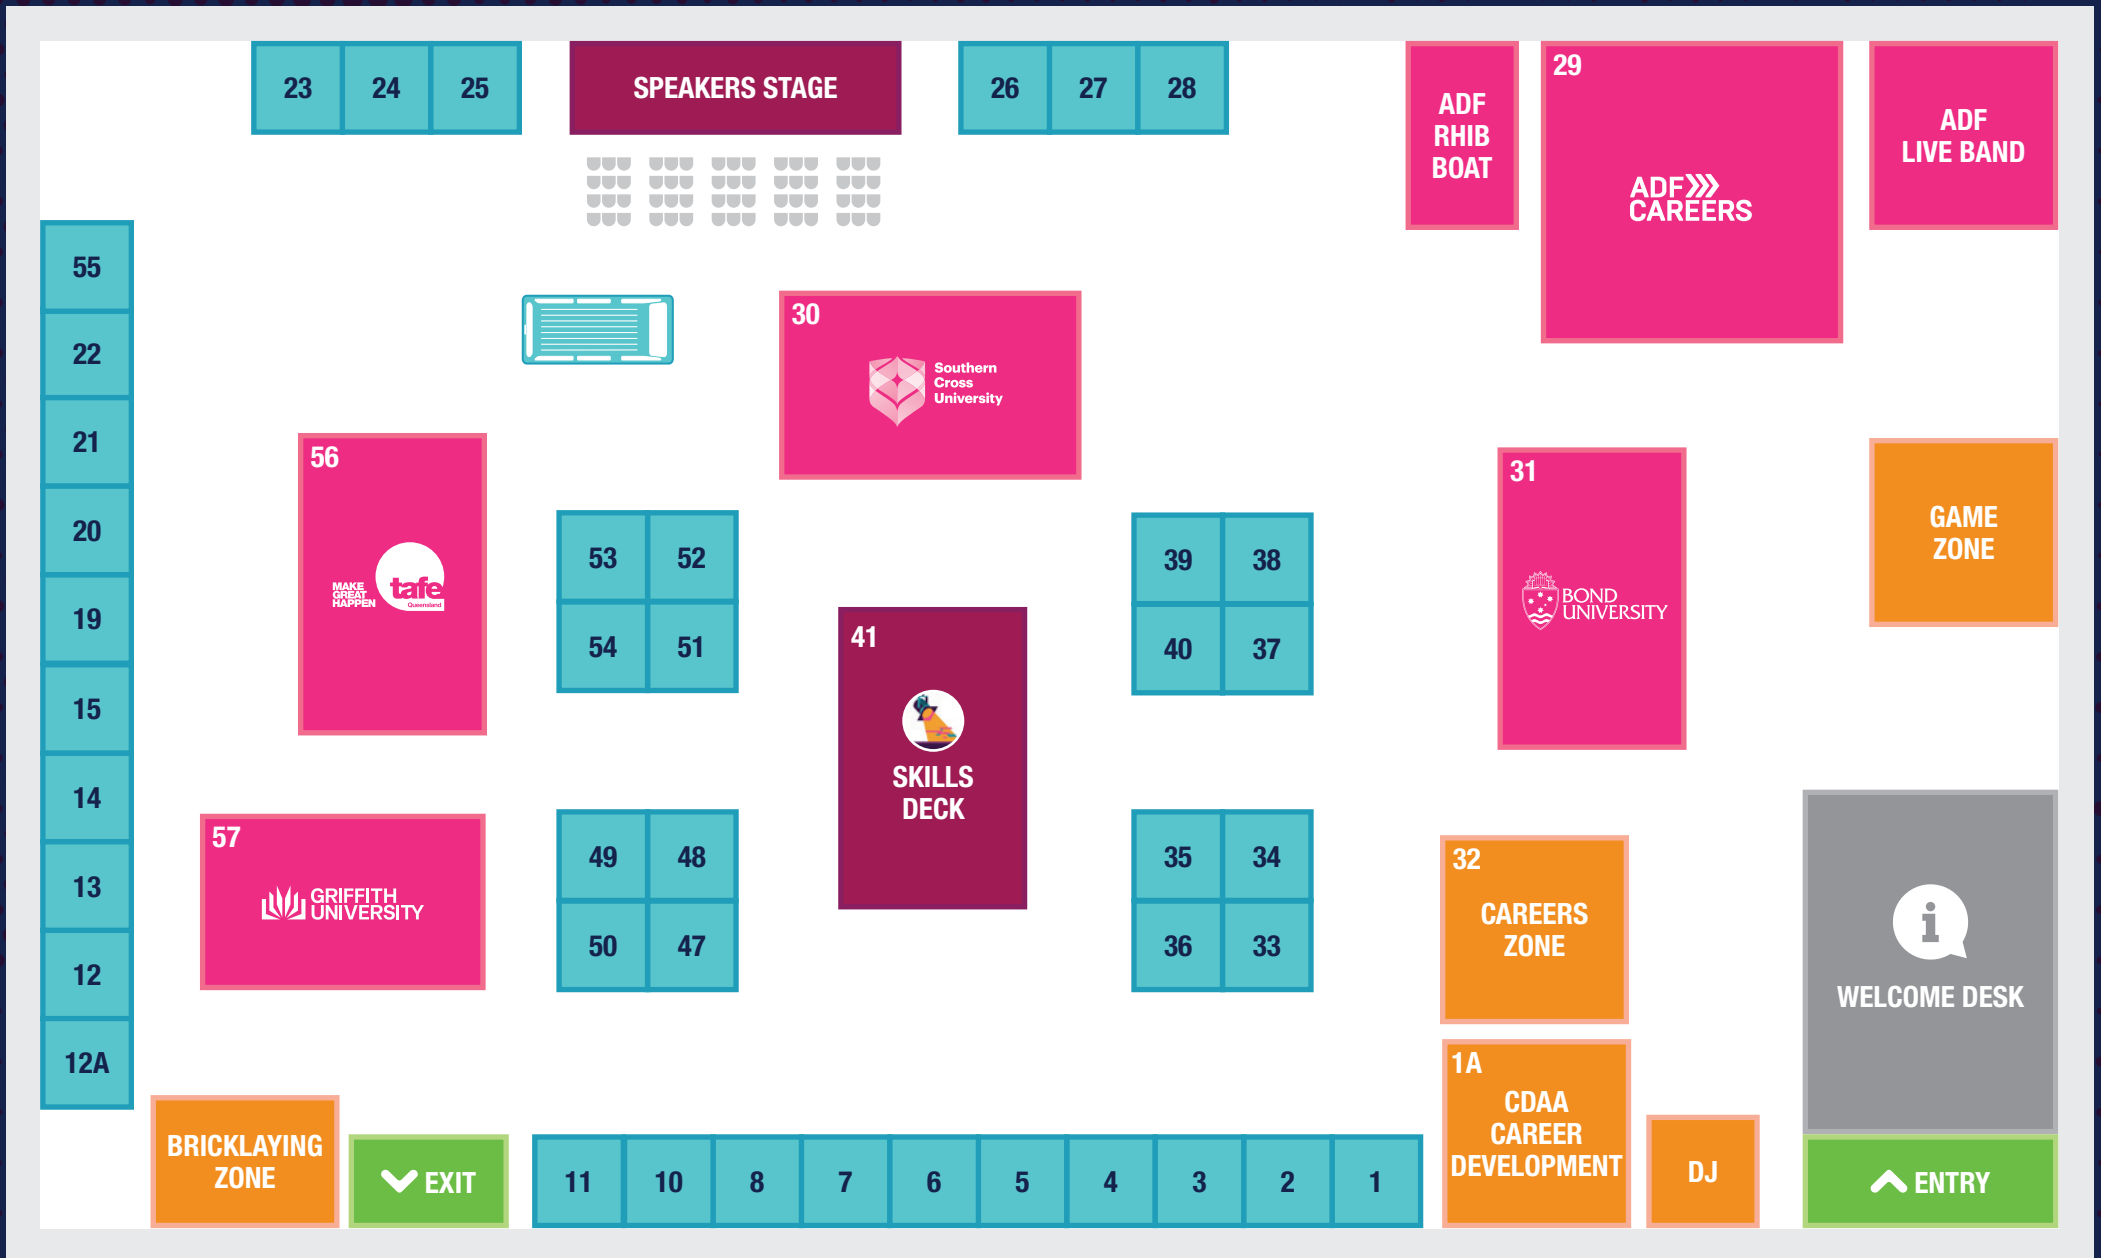 23
24
25
SPEAKERS STAGE
26
27
28
ADF
RHIB
BOAT
29
ADF
CAREERS
ADF
LIVE BAND
55
22
21
20
19
15
14
13
12
12A
30
Southern
Cross
University
56
MAKE
GREAT
HAPPEN
tafe
Queensland
53
52
54
51
39
38
40
37
31
BOND
UNIVERSITY
GAME
ZONE
41
SKILLS
DECK
57
GRIFFITH
UNIVERSITY
49
48
50
47
35
34
36
33
32
CAREERS
ZONE
i
WELCOME DESK
1A
CDAA
CAREER
DEVELOPMENT
BRICKLAYING
ZONE
EXIT
11
10
8
7
6
5
4
3
2
1
DJ
ENTRY